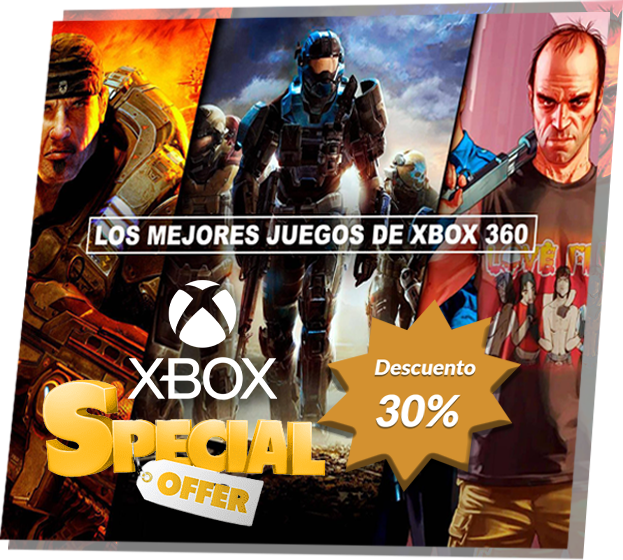 LOS MEJORES JUEGOS DE XBOX 360
XBOX
Descuento
30%
SPECIAL
OFFER